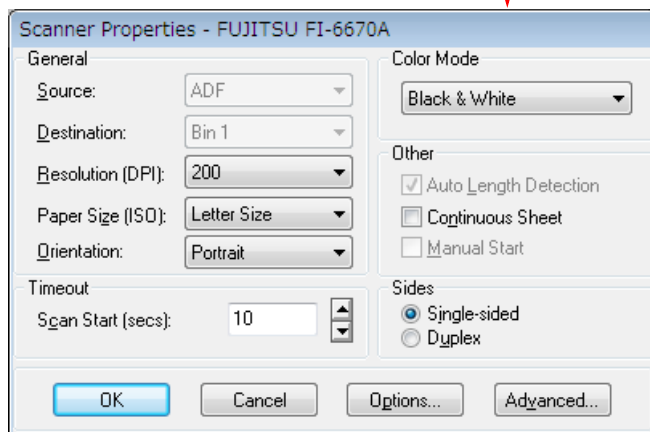 Scanner Properties - FUJITSU FI-6670A
General
Source: ADF
Destination: Bin 1
Resolution (DPI): 200
Paper Size (ISO): Letter Size
Orientation: Portrait
Timeout
Scan Start (secs): 10
Color Mode
Black & White
Other
Auto Length Detection
Continuous Sheet
Manual Start
Sides
Single-sided
Duplex
OK Cancel Options... Advanced...